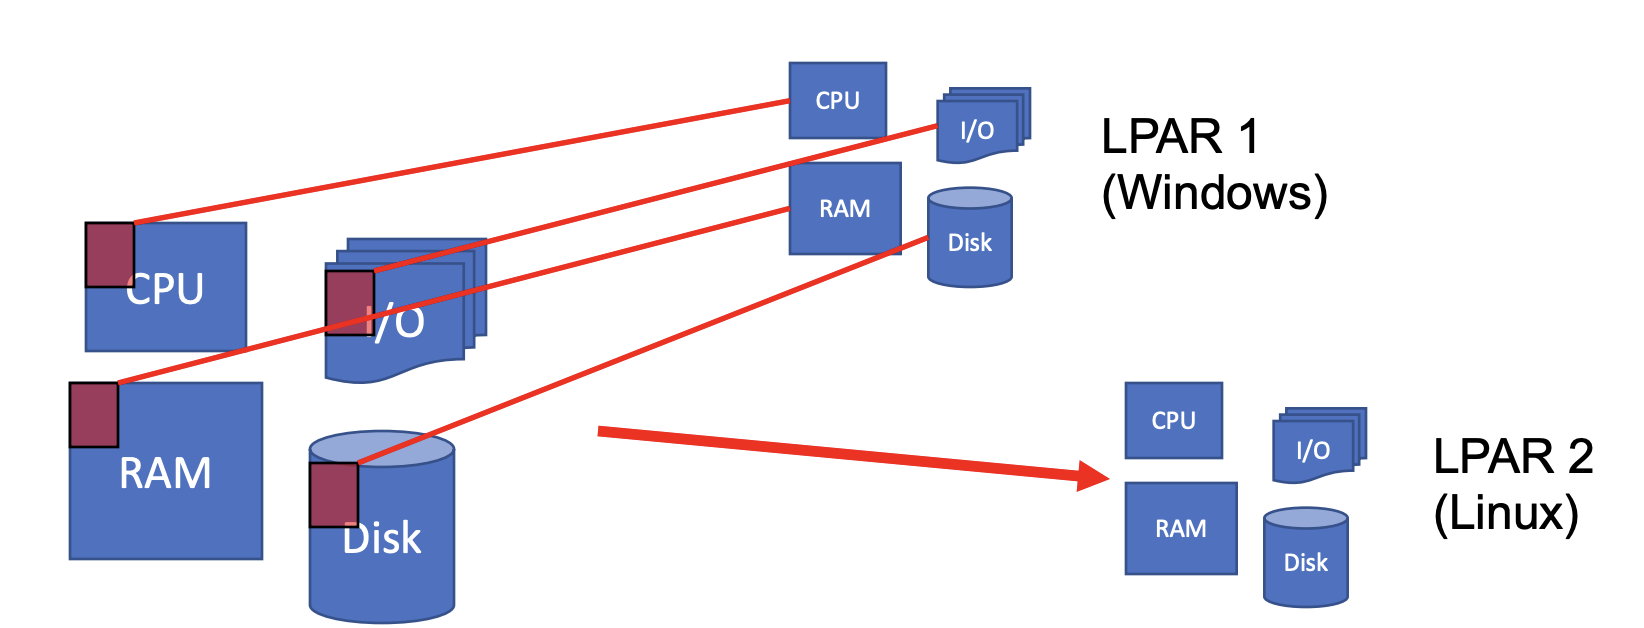 CPU
I/O
RAM
Disk
CPU
I/O
RAM
Disk
LPAR 1
(Windows)
CPU
I/O
RAM
Disk
LPAR 2
(Linux)